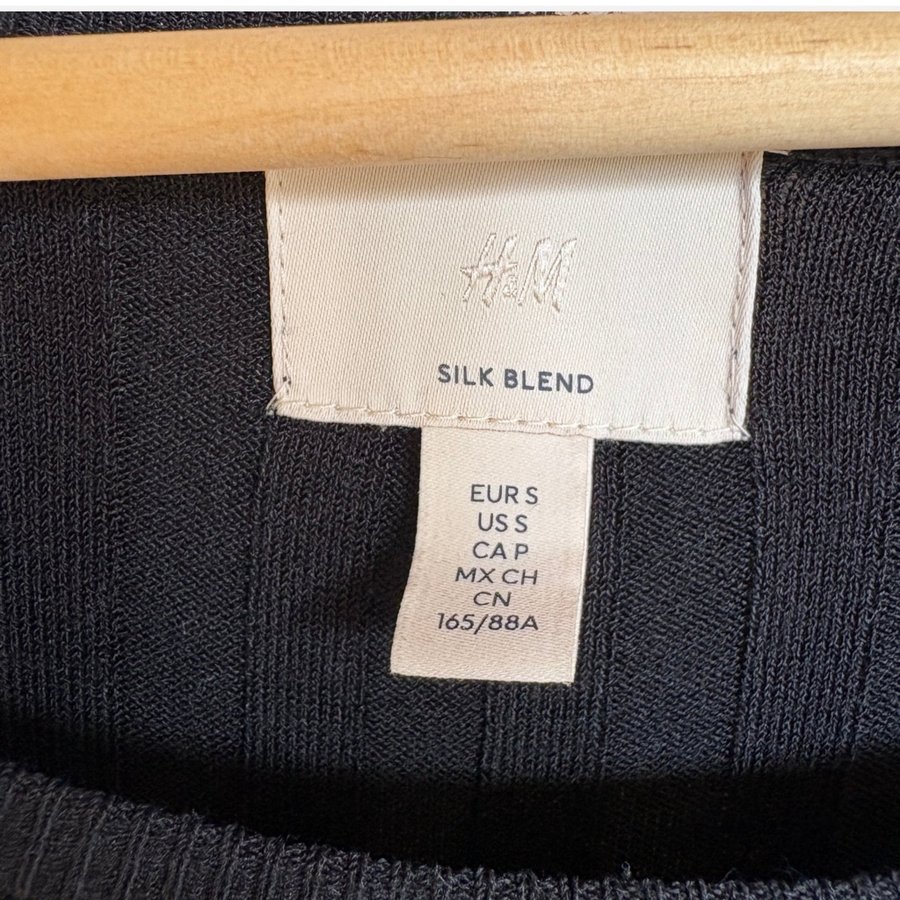 H&M
SILK BLEND
EUR S
US S
CA P
MX CH
CN
165/88A